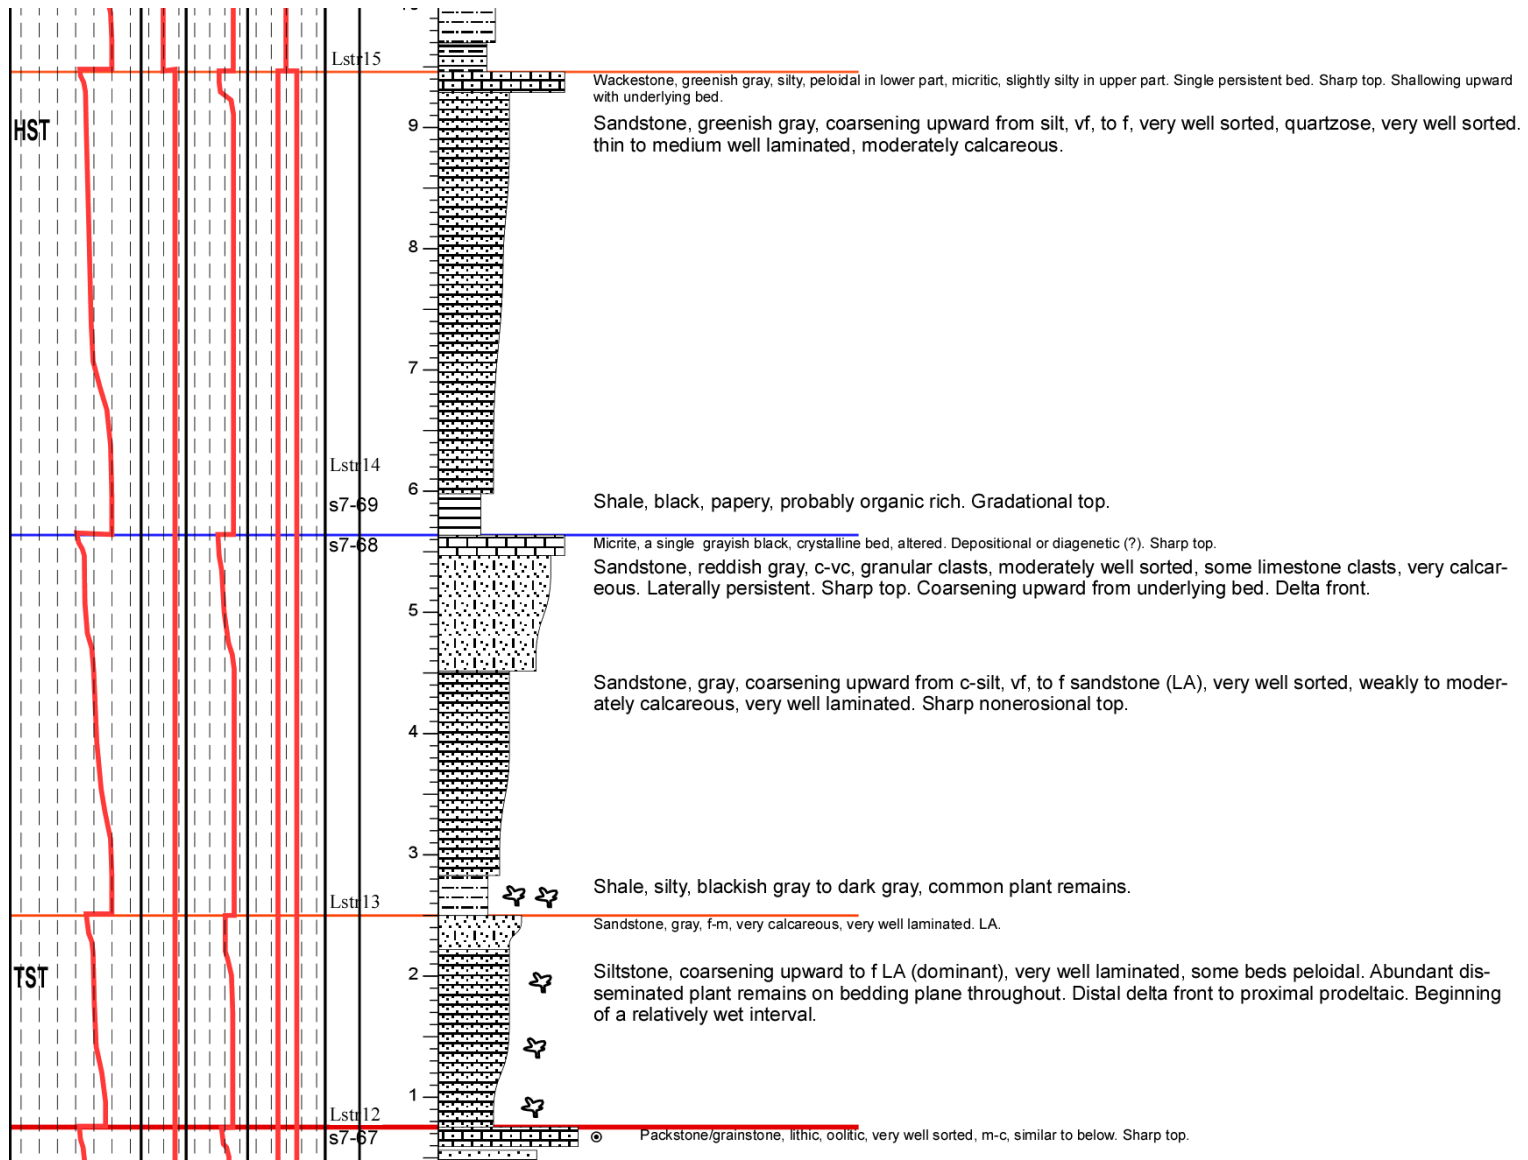 Lstr15
Wackestone, greenish gray, silty, peloidal in lower part, micritic, slightly silty in upper part. Single persistent bed. Sharp top. Shallowing upward
with underlying bed.
HST
9
Sandstone, greenish gray, coarsening upward from silt, vf, to f, very well sorted, quartzose, very well sorted.
thin to medium well laminated, moderately calcareous.
8
7
Lstr14
6
s7-69
Shale, black, papery, probably organic rich. Gradational top.
s7-68
Micrite, a single grayish black, crystalline bed, altered. Depositional or diagenetic (?). Sharp top.
Sandstone, reddish gray, c-vc, granular clasts, moderately well sorted, some limestone clasts, very calcar-
eous. Laterally persistent. Sharp top. Coarsening upward from underlying bed. Delta front.
5
Sandstone, gray, coarsening upward from c-silt, vf, to f sandstone (LA), very well sorted, weakly to moder-
ately calcareous, very well laminated. Sharp nonerosional top.
4
3
Shale, silty, blackish gray to dark gray, common plant remains.
Lstr13
Sandstone, gray, f-m, very calcareous, very well laminated. LA.
TST
2
Siltstone, coarsening upward to f LA (dominant), very well laminated, some beds peloidal. Abundant dis-
seminated plant remains on bedding plane throughout. Distal delta front to proximal prodeltaic. Beginning
of a relatively wet interval.
1
Lstr12
s7-67
Packstone/grainstone, lithic, oolitic, very well sorted, m-c, similar to below. Sharp top.